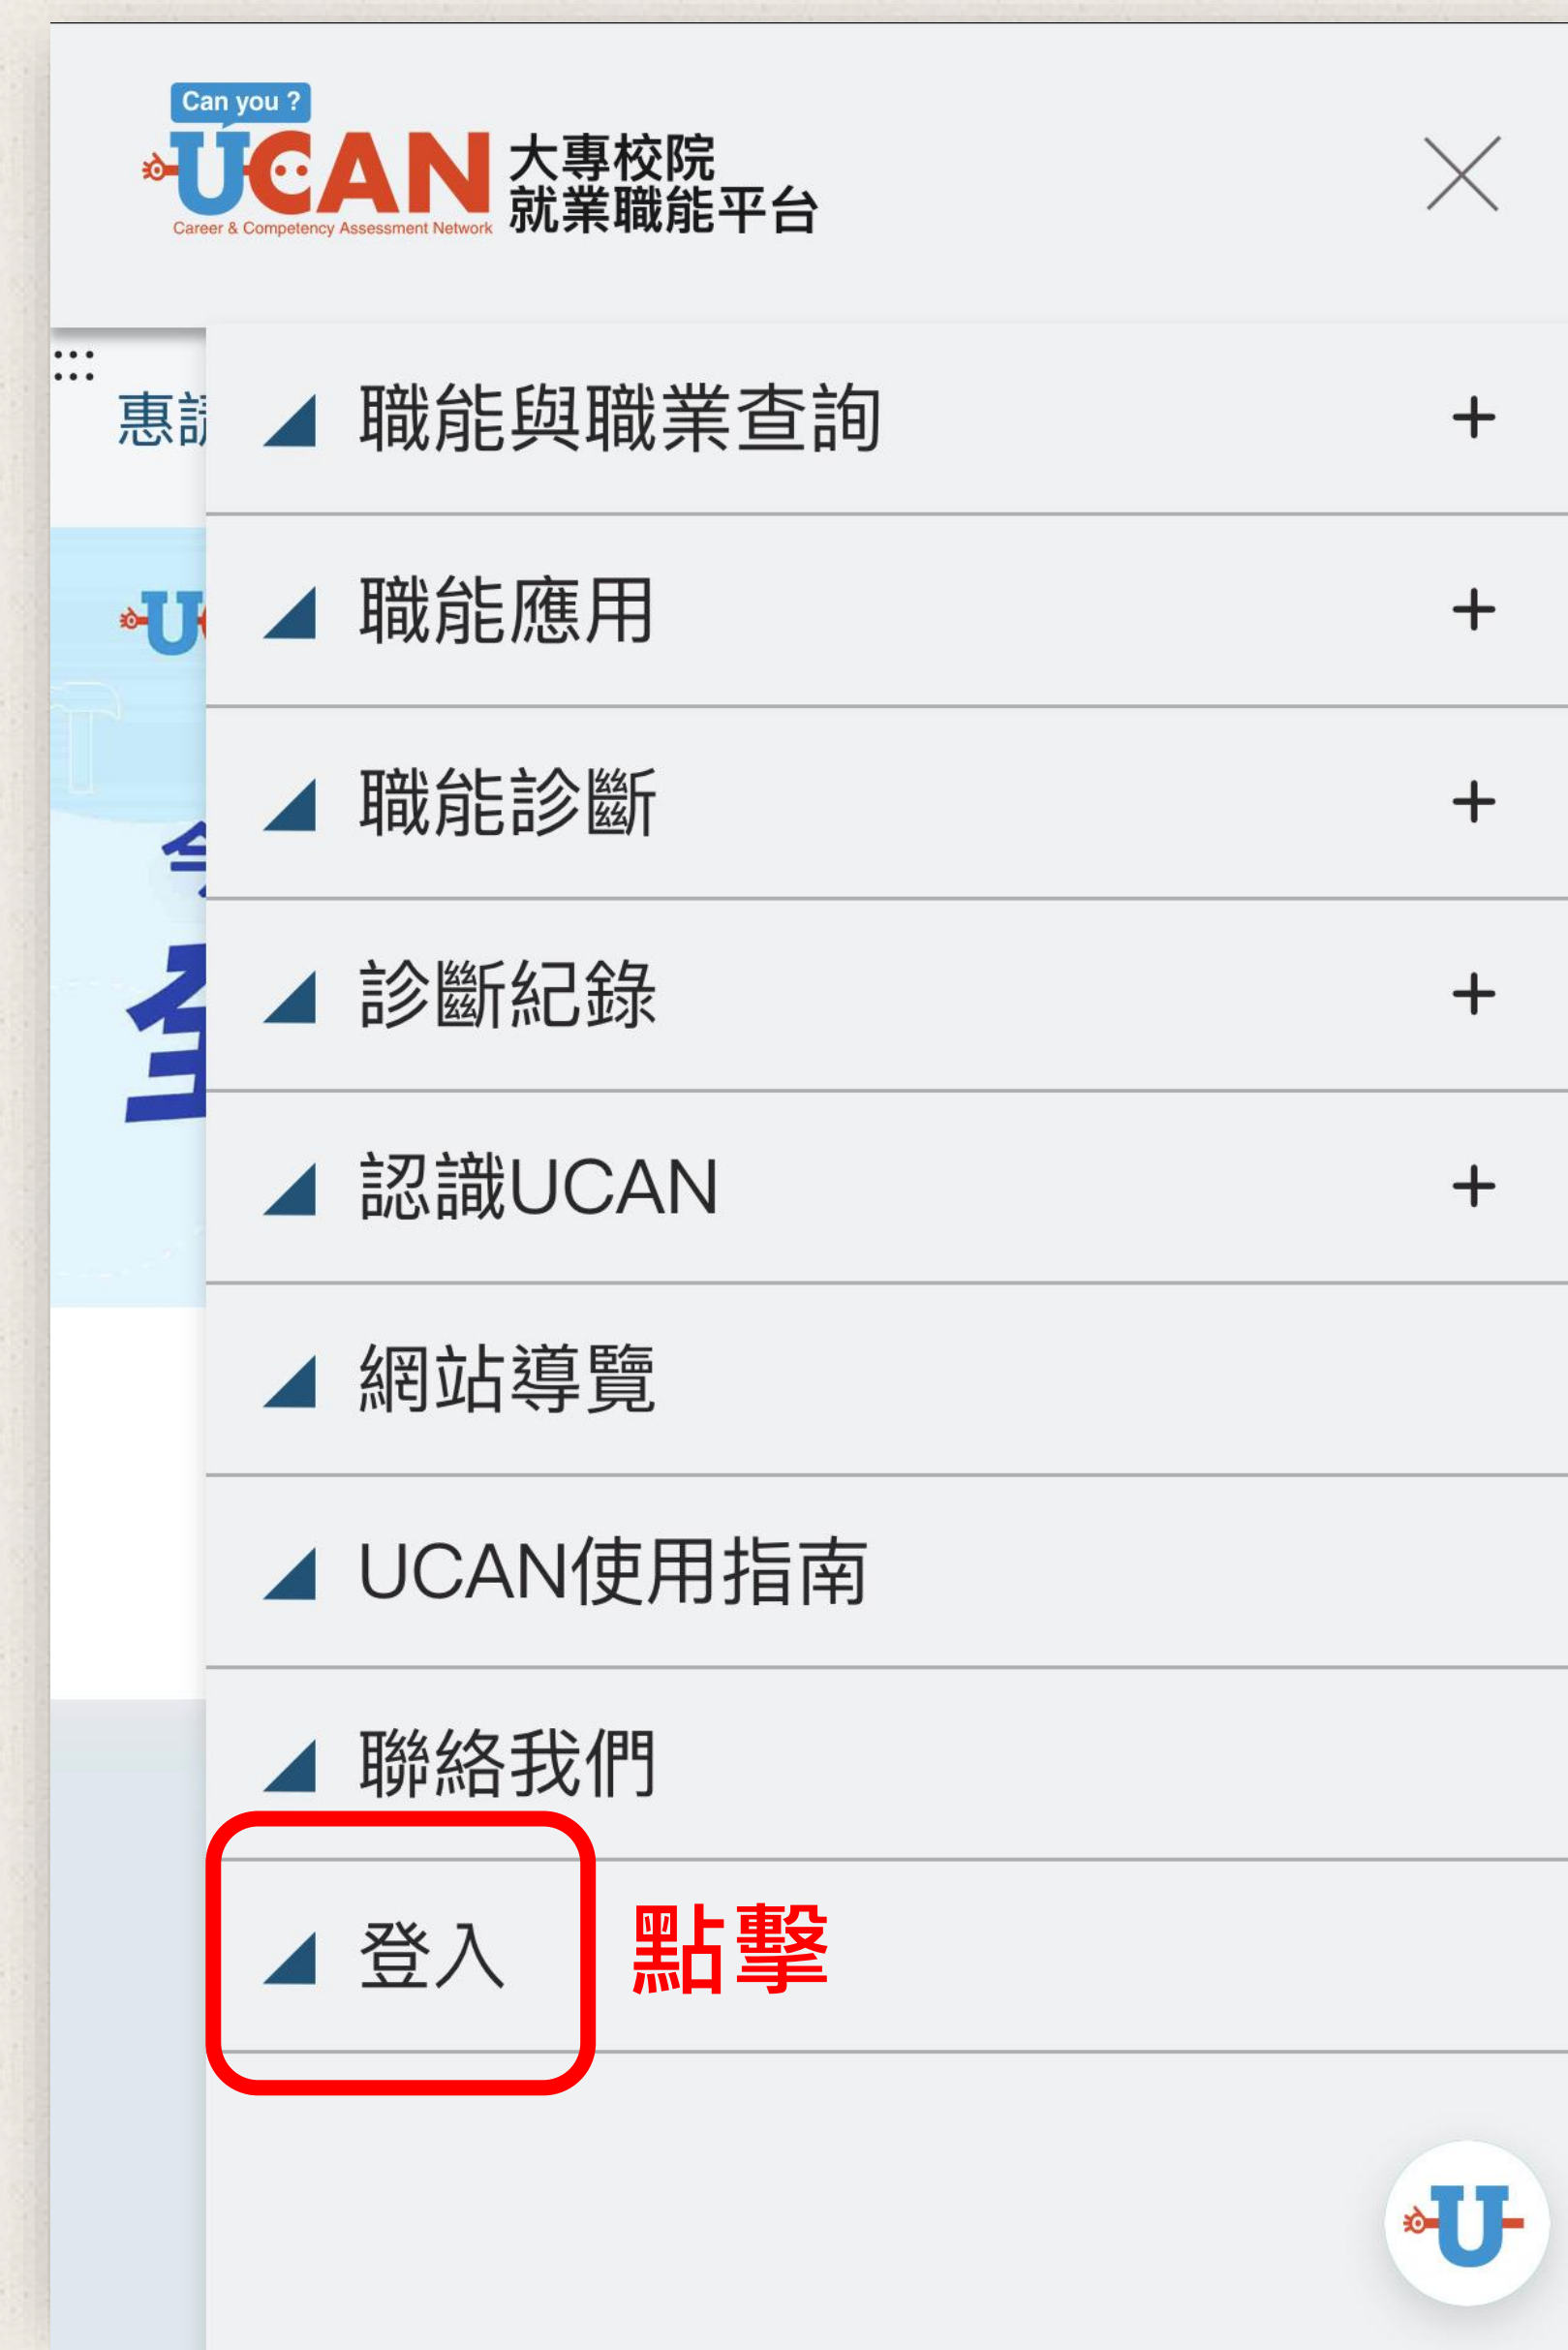 Can you ?
UCAN
Career & Competency Assessment Network
大專校院
就業職能平台
惠
職能與職業查詢
職能應用
職能診斷
診斷紀錄
認識UCAN
網站導覽
UCAN使用指南
聯絡我們
登入
點擊
U